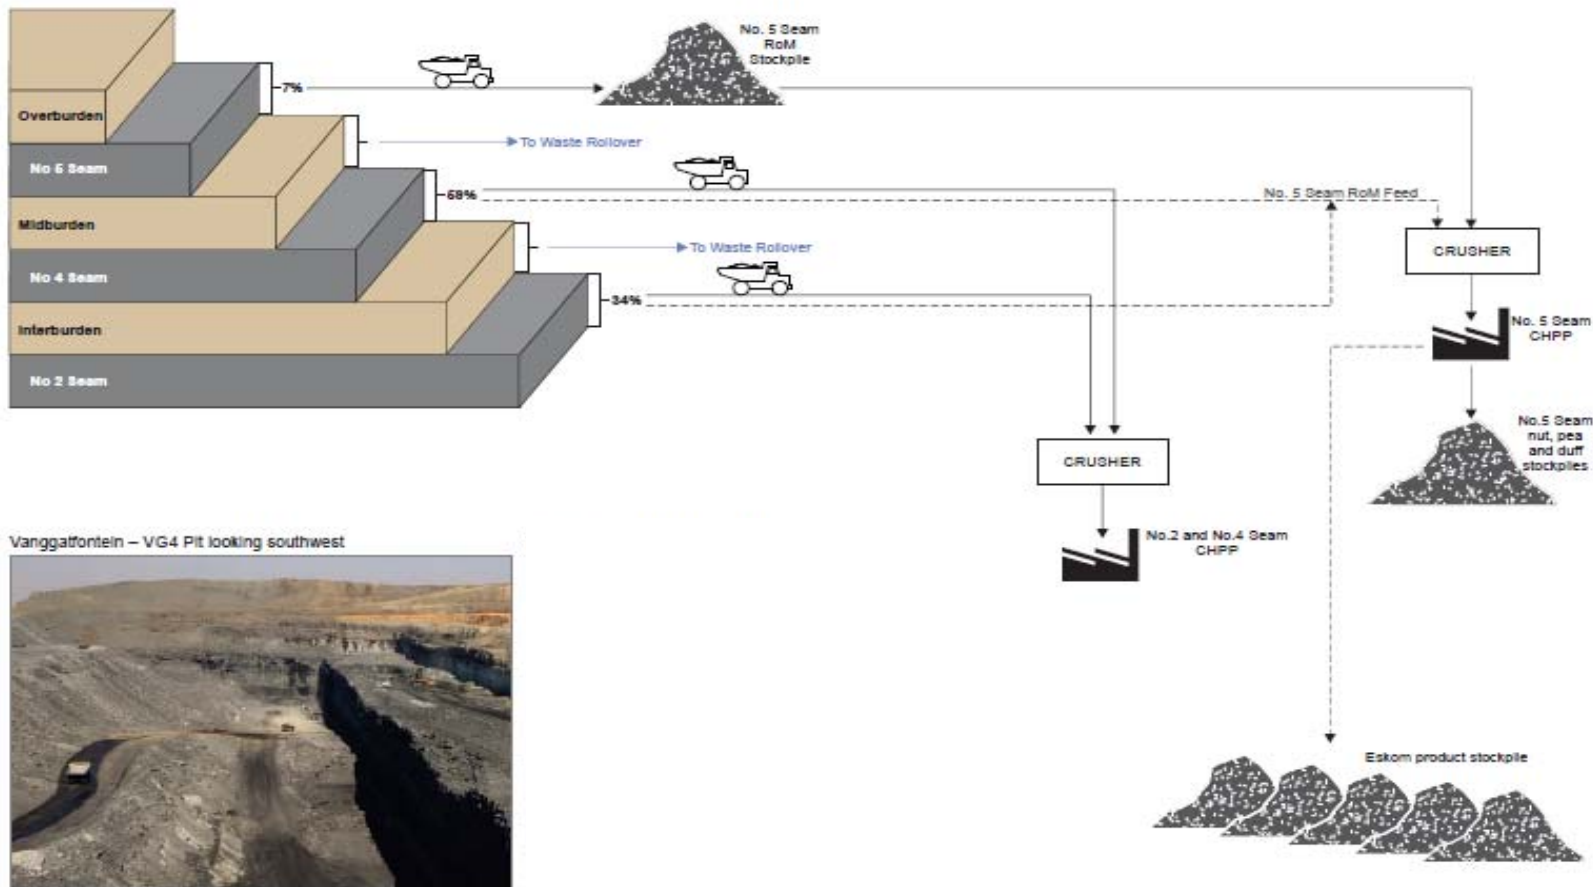 No. 5 Seam
RoM
Stockpile
7%
Overburden
To Waste Rollover
No 5 Seam
59%
No. 5 Seam RoM Feed
Midburden
To Waste Rollover
CRUSHER
No 4 Seam
34%
Interburden
No. 5 Seam
CHPP
No 2 Seam
No.5 Seam
nut, pea
and duff
stockpiles
CRUSHER
No.2 and No.4 Seam
CHPP
Vanggatfontein – VG4 Pit looking southwest
Eskom product stockpile